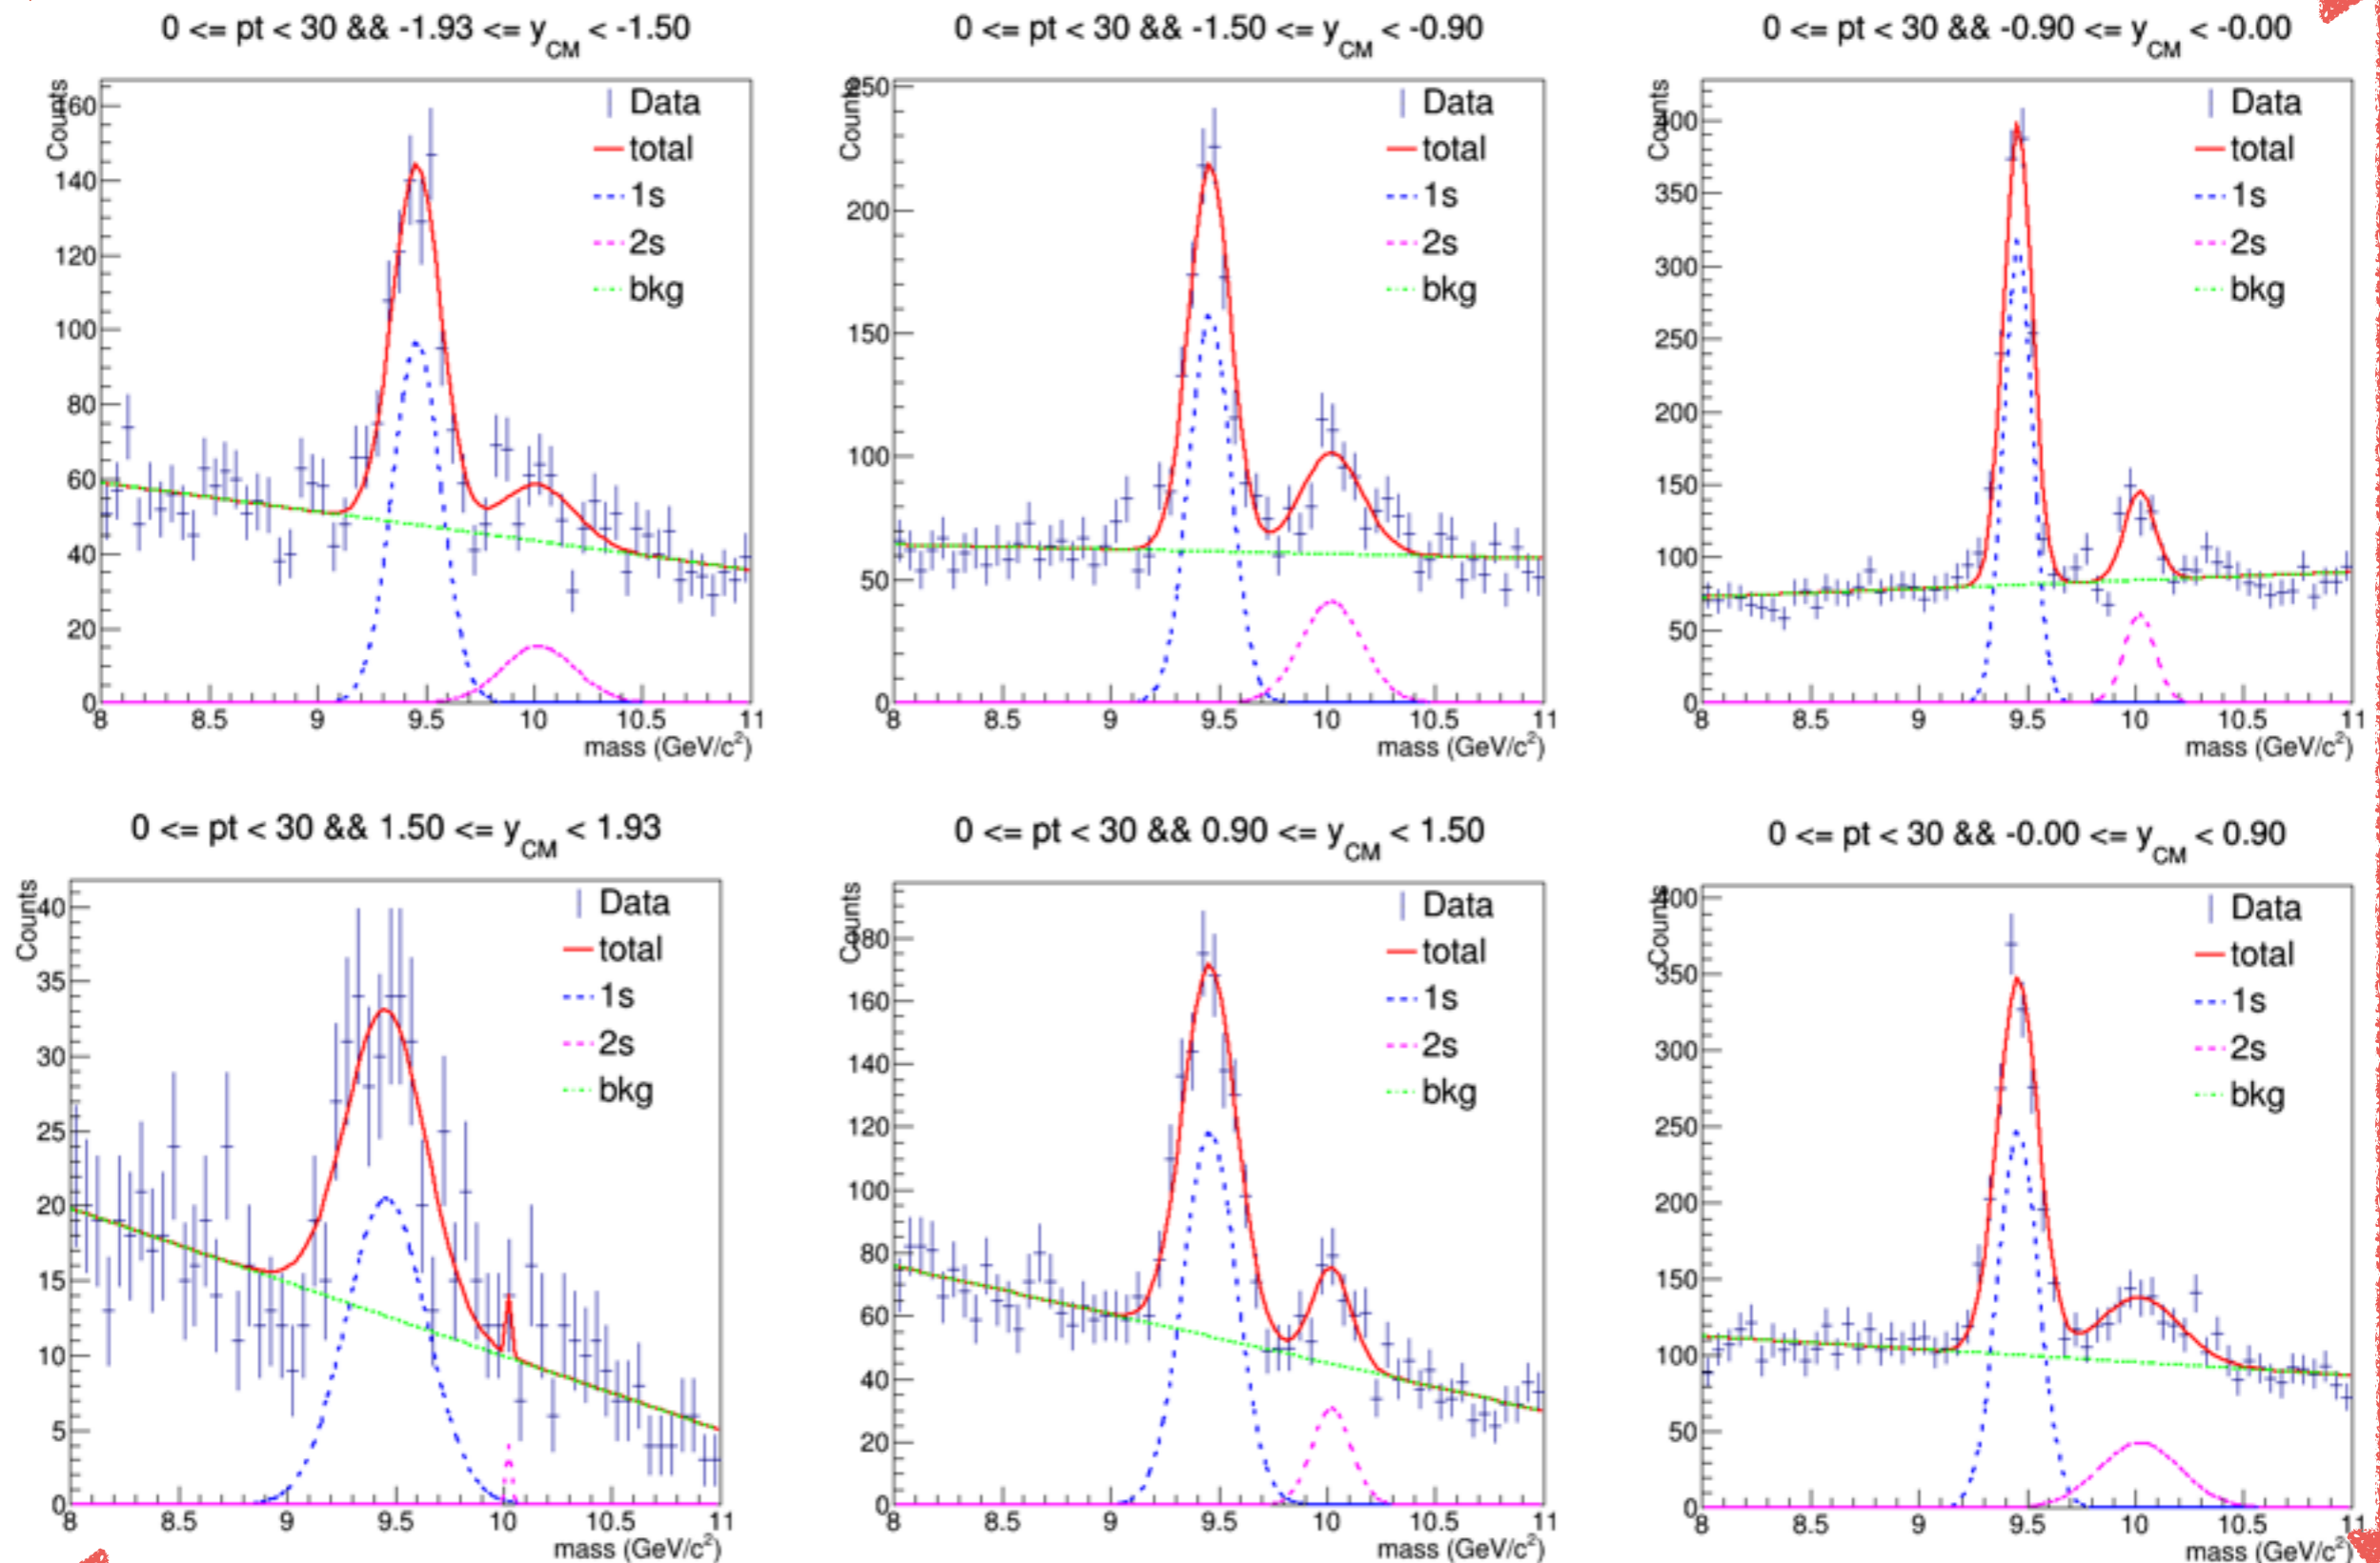 0 <= pt < 30 && -1.93 <= y_CM < -1.50
Counts
160
140
120
100
80
60
40
20
0
Data
total
1s
2s
bkg
8 8.5 9 9.5 10 10.5 11
mass (GeV/c²)
0 <= pt < 30 && -1.50 <= y_CM < -0.90
Counts
250
200
150
100
50
0
Data
total
1s
2s
bkg
8 8.5 9 9.5 10 10.5 11
mass (GeV/c²)
0 <= pt < 30 && -0.90 <= y_CM < -0.00
Counts
400
350
300
250
200
150
100
50
0
Data
total
1s
2s
bkg
8 8.5 9 9.5 10 10.5 11
mass (GeV/c²)
0 <= pt < 30 && 1.50 <= y_CM < 1.93
Counts
40
35
30
25
20
15
10
5
0
Data
total
1s
2s
bkg
8 8.5 9 9.5 10 10.5 11
mass (GeV/c²)
0 <= pt < 30 && 0.90 <= y_CM < 1.50
Counts
180
160
140
120
100
80
60
40
20
0
Data
total
1s
2s
bkg
8 8.5 9 9.5 10 10.5 11
mass (GeV/c²)
0 <= pt < 30 && -0.00 <= y_CM < 0.90
Counts
400
350
300
250
200
150
100
50
0
Data
total
1s
2s
bkg
8 8.5 9 9.5 10 10.5 11
mass (GeV/c²)